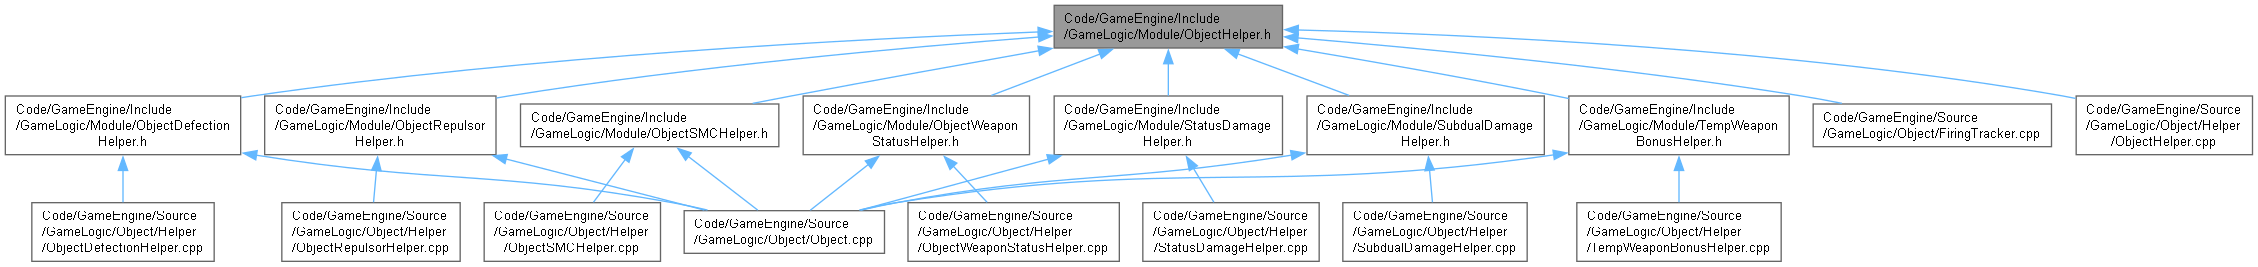 Code/GameEngine/Include
/GameLogic/Module/ObjectHelper.h
Code/GameEngine/Include
/GameLogic/Module/ObjectDefection
Helper.h
Code/GameEngine/Include
/GameLogic/Module/ObjectRepulsor
Helper.h
Code/GameEngine/Include
/GameLogic/Module/ObjectSMCHelper.h
Code/GameEngine/Include
/GameLogic/Module/ObjectWeapon
StatusHelper.h
Code/GameEngine/Include
/GameLogic/Module/StatusDamage
Helper.h
Code/GameEngine/Include
/GameLogic/Module/SubdualDamage
Helper.h
Code/GameEngine/Include
/GameLogic/Module/TempWeapon
BonusHelper.h
Code/GameEngine/Source
/GameLogic/Object/FiringTracker.cpp
Code/GameEngine/Source
/GameLogic/Object/Helper
/ObjectHelper.cpp
Code/GameEngine/Source
/GameLogic/Object/Helper
/ObjectDefectionHelper.cpp
Code/GameEngine/Source
/GameLogic/Object/Helper
/ObjectRepulsorHelper.cpp
Code/GameEngine/Source
/GameLogic/Object/Helper
/ObjectSMCHelper.cpp
Code/GameEngine/Source
/GameLogic/Object/Object.cpp
Code/GameEngine/Source
/GameLogic/Object/Helper
/ObjectWeaponStatusHelper.cpp
Code/GameEngine/Source
/GameLogic/Object/Helper
/StatusDamageHelper.cpp
Code/GameEngine/Source
/GameLogic/Object/Helper
/SubdualDamageHelper.cpp
Code/GameEngine/Source
/GameLogic/Object/Helper
/TempWeaponBonusHelper.cpp